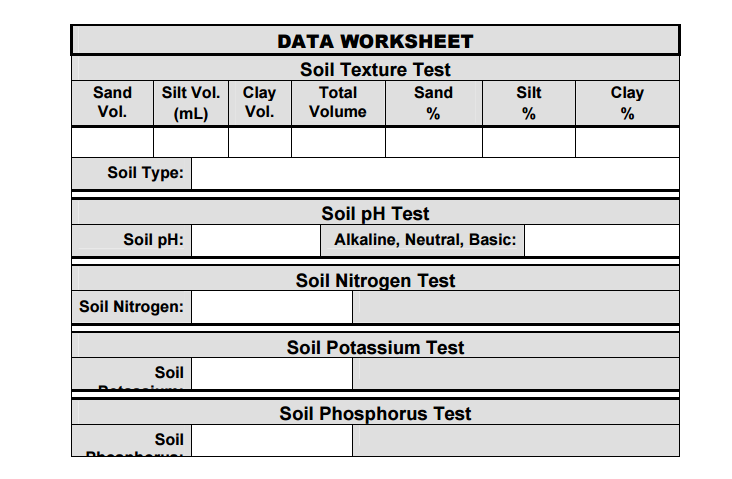 DATA WORKSHEET
Soil Texture Test
Sand Vol. Silt Vol. (mL) Clay Vol. Total Volume Sand % Silt % Clay %
Soil Type:
Soil pH Test
Soil pH: Alkaline, Neutral, Basic:
Soil Nitrogen Test
Soil Nitrogen:
Soil Potassium Test
Soil
Potassium:
Soil Phosphorus Test
Soil
Phosphorus: